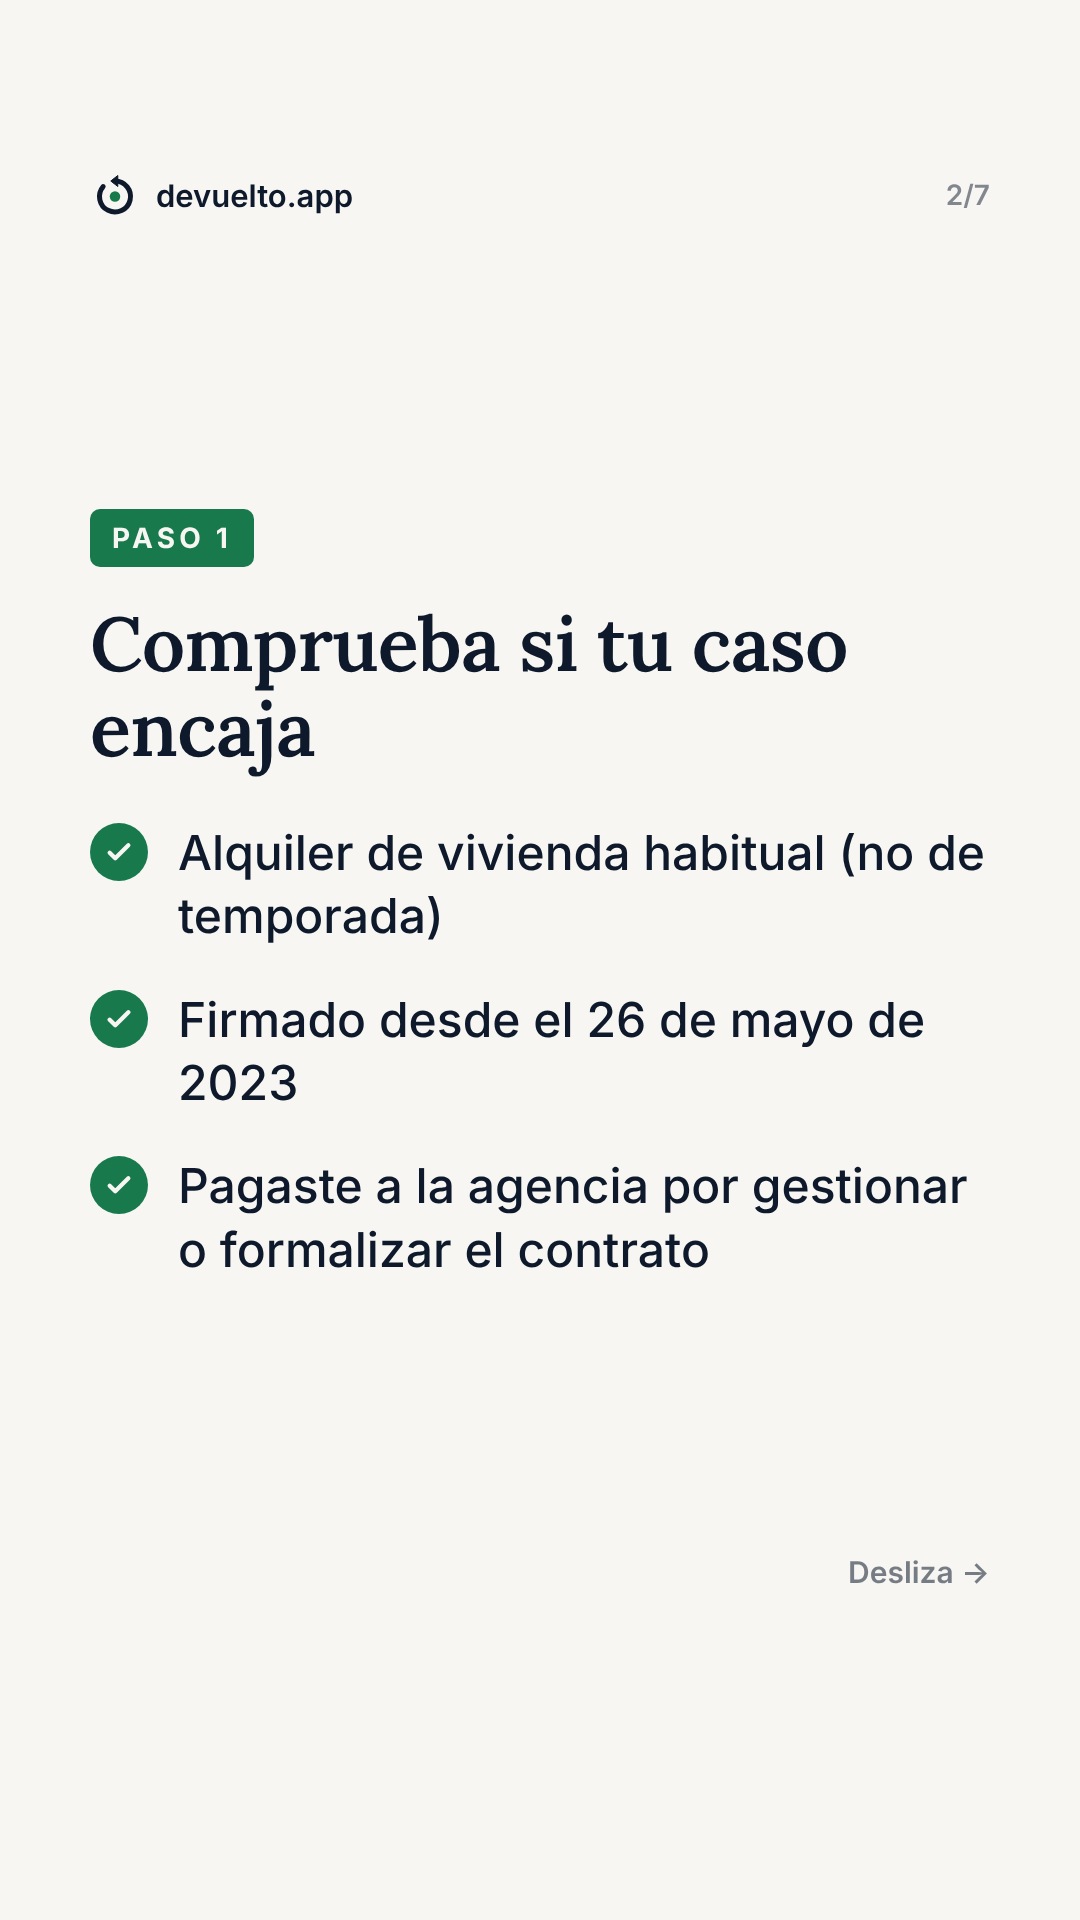 devuelto.app
2/7
PASO 1
Comprueba si tu caso
encaja
Alquiler de vivienda habitual (no de
temporada)
Firmado desde el 26 de mayo de
2023
Pagaste a la agencia por gestionar
o formalizar el contrato
Desliza →